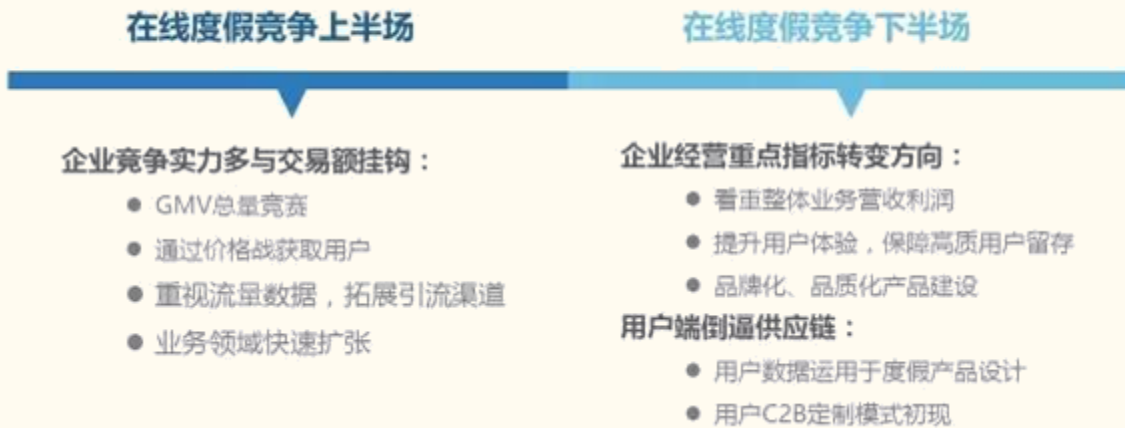 在线度假竞争上半场
企业竞争实力多与交易额挂钩：
● GMV总量竞赛
● 通过价格战获取用户
● 重视流量数据，拓展引流渠道
● 业务领域快速扩张
在线度假竞争下半场
企业经营重点指标转变方向：
● 看重整体业务营收利润
● 提升用户体验，保障高质用户留存
● 品牌化、品质化产品建设
用户端倒逼供应链：
● 用户数据运用于度假产品设计
● 用户C2B定制模式初现